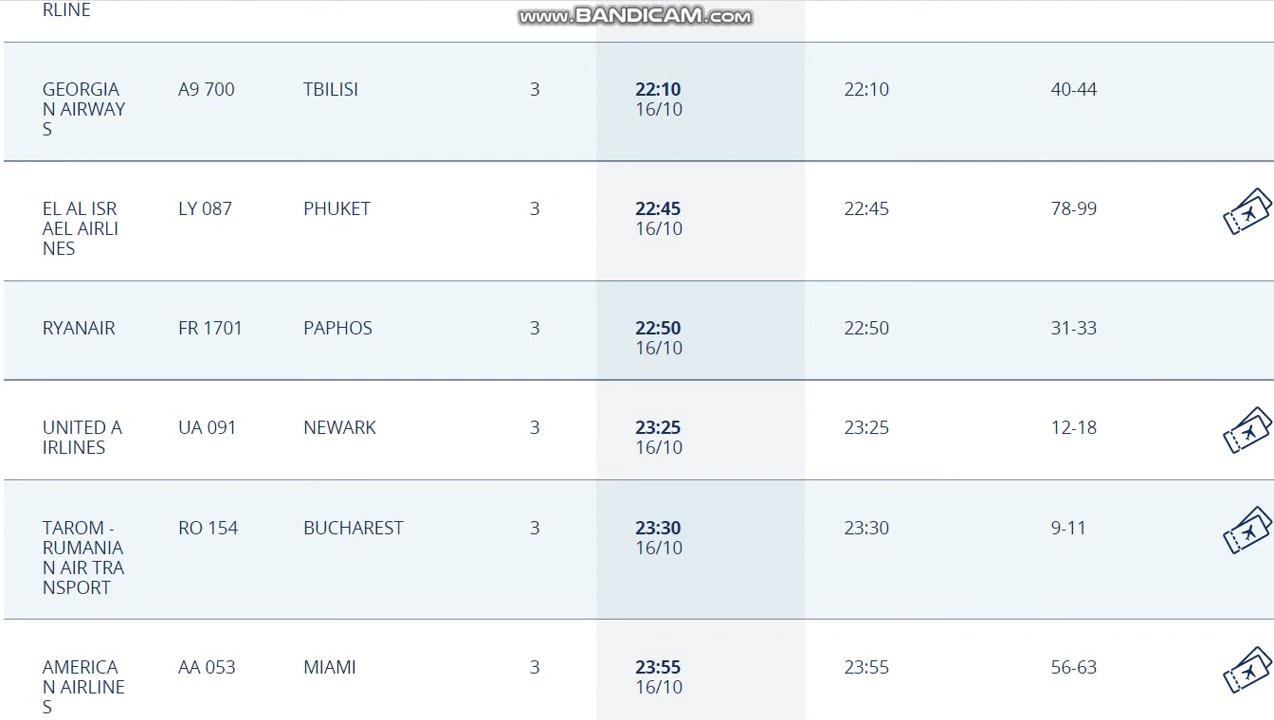 RLINE
www.BANDICAM.com
GEORGIA A9 700 TBILISI 3 22:10 22:10 40-44
N AIRWAY 16/10
S
EL AL ISR LY 087 PHUKET 3 22:45 22:45 78-99
AEL AIRLI 16/10
NES
RYANAIR FR 1701 PAPHOS 3 22:50 22:50 31-33
16/10
UNITED A UA 091 NEWARK 3 23:25 23:25 12-18
IRLINES 16/10
TAROM - RO 154 BUCHAREST 3 23:30 23:30 9-11
RUMANIA 16/10
N AIR TRA
NSPORT
AMERICA AA 053 MIAMI 3 23:55 23:55 56-63
N AIRLINE 16/10
S